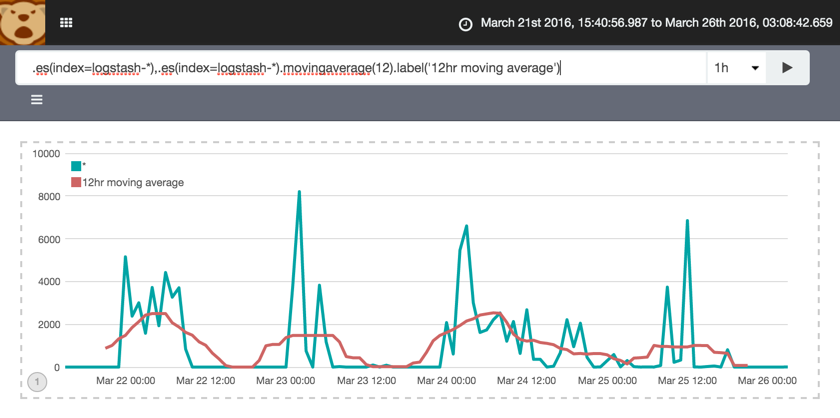 March 21st 2016, 15:40:56.987 to March 26th 2016, 03:08:42.659
.es(index=logstash-*),.es(index=logstash-*).movingaverage(12).label('12hr moving average')
1h
10000
*
12hr moving average
8000
6000
4000
2000
0
1
Mar 22 00:00 Mar 22 12:00 Mar 23 00:00 Mar 23 12:00 Mar 24 00:00 Mar 24 12:00 Mar 25 00:00 Mar 25 12:00 Mar 26 00:00